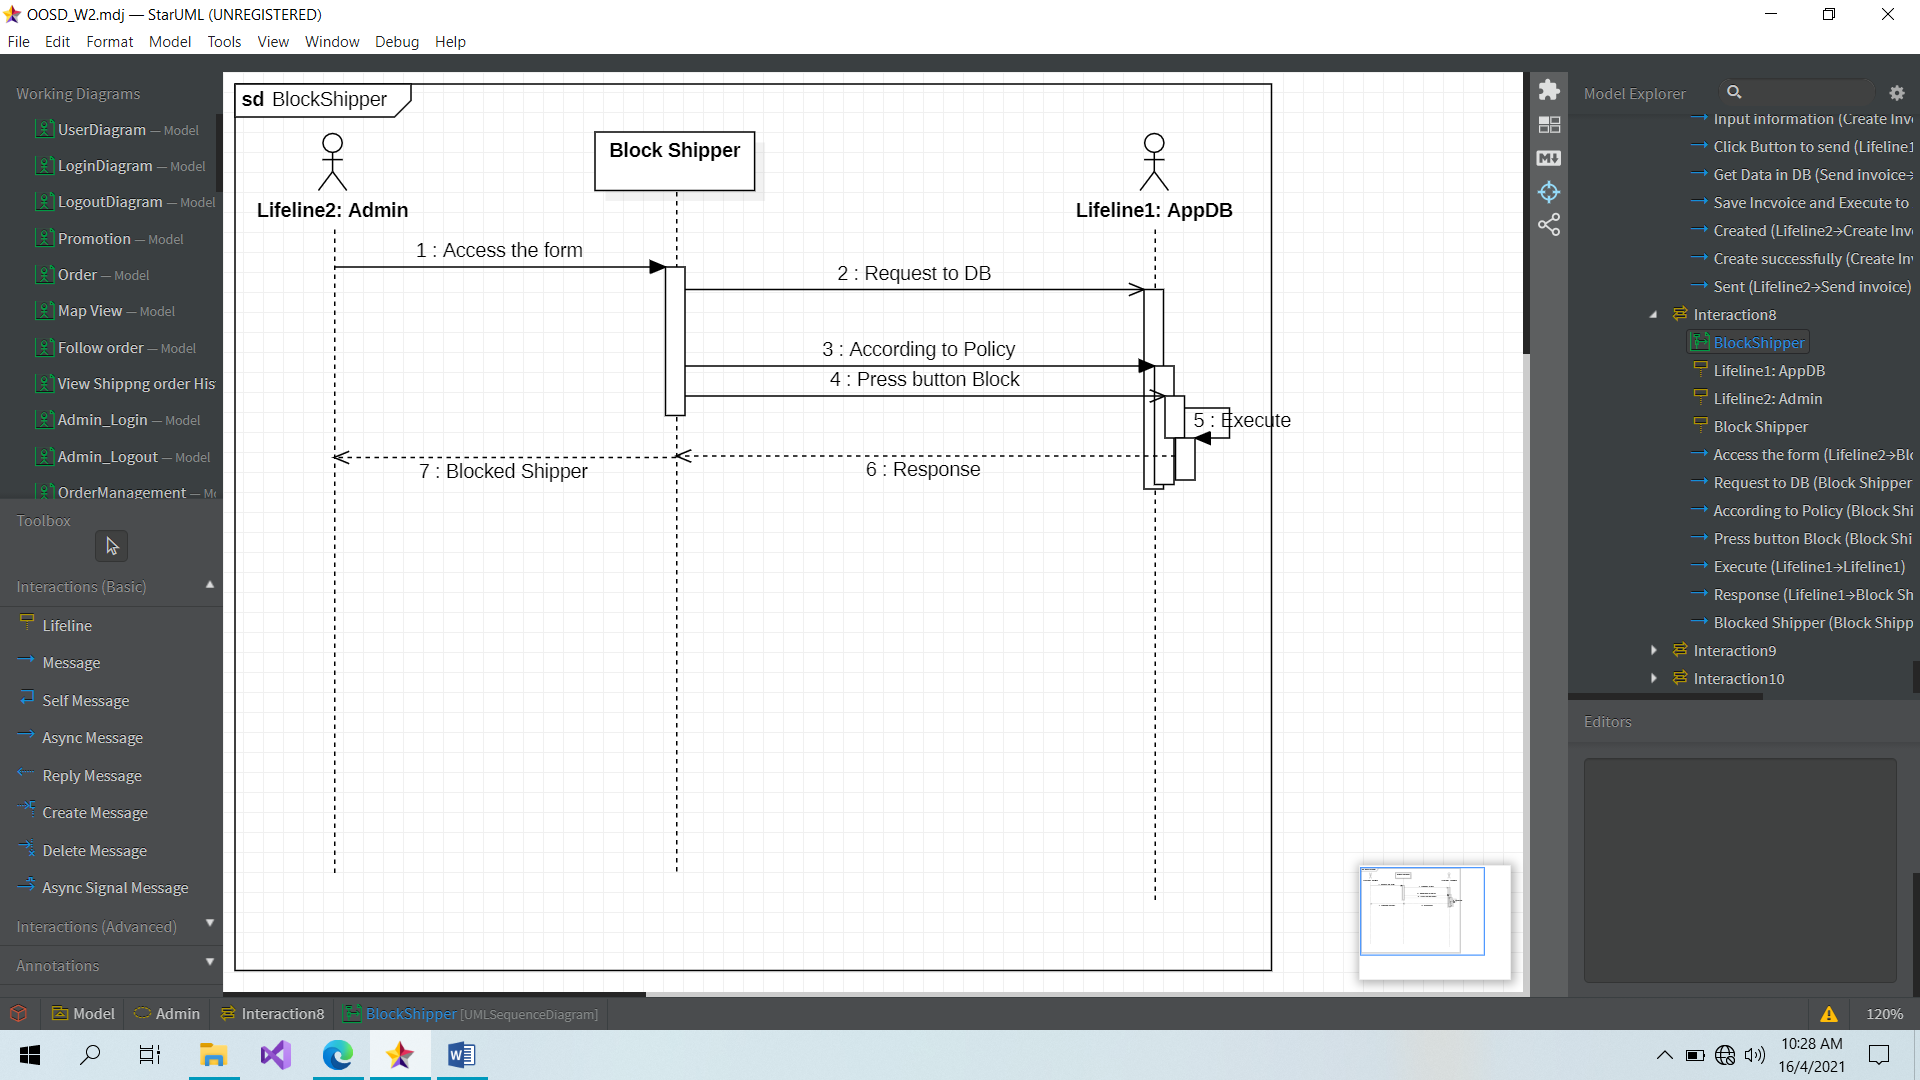 OOSD_W2.mdj — StarUML (UNREGISTERED)
File Edit Format Model Tools View Window Debug Help
Working Diagrams
UserDiagram — Model
LoginDiagram — Model
LogoutDiagram — Model
Promotion — Model
Order — Model
Map View — Model
Follow order — Model
View Shippng order His
Admin_Login — Model
Admin_Logout — Model
OrderManagement — Mo
Toolbox
Interactions (Basic)
Lifeline
Message
Self Message
Async Message
Reply Message
Create Message
Delete Message
Async Signal Message
Interactions (Advanced)
Annotations
sd BlockShipper
Block Shipper
Lifeline2: Admin
Lifeline1: AppDB
1 : Access the form
2 : Request to DB
3 : According to Policy
4 : Press button Block
5 : Execute
6 : Response
7 : Blocked Shipper
Model Explorer
Input information (Create Inv
Click Button to send (Lifeline1
Get Data in DB (Send invoice→
Save Incvoice and Execute to
Created (Lifeline2→Create Inv
Create successfully (Create In
Sent (Lifeline2→Send invoice)
Interaction8
BlockShipper
Lifeline1: AppDB
Lifeline2: Admin
Block Shipper
Access the form (Lifeline2→Blo
Request to DB (Block Shipper
According to Policy (Block Shi
Press button Block (Block Shi
Execute (Lifeline1→Lifeline1)
Response (Lifeline1→Block Sh
Blocked Shipper (Block Shipp
Interaction9
Interaction10
Editors
Model Admin Interaction8 BlockShipper [UMLSequenceDiagram]
120%
10:28 AM
16/4/2021